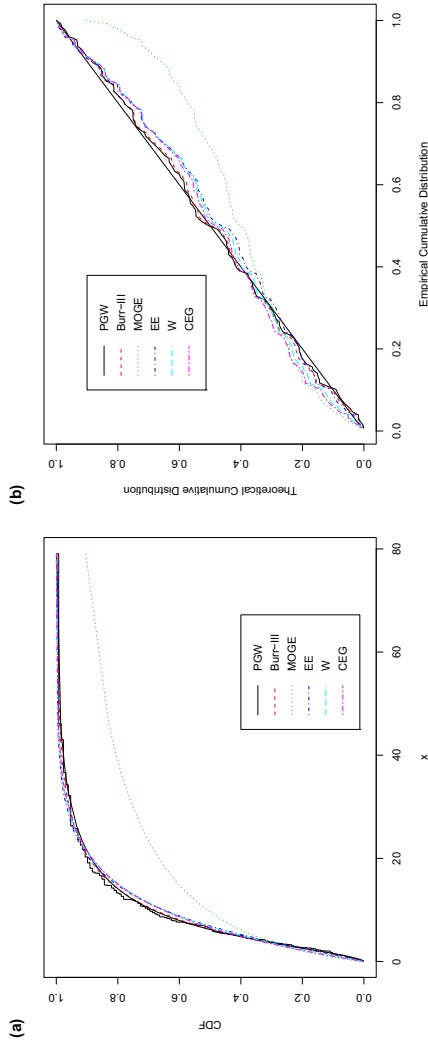 (a)
CDF
0.0
0.2
0.4
0.6
0.8
1.0
0
20
40
60
80
x
PGW
Burr−III
MOGE
EE
W
CEG
(b)
Theoretical Cumulative Distribution
0.0
0.2
0.4
0.6
0.8
1.0
0.0
0.2
0.4
0.6
0.8
1.0
Empirical Cumulative Distribution
PGW
Burr−III
MOGE
EE
W
CEG